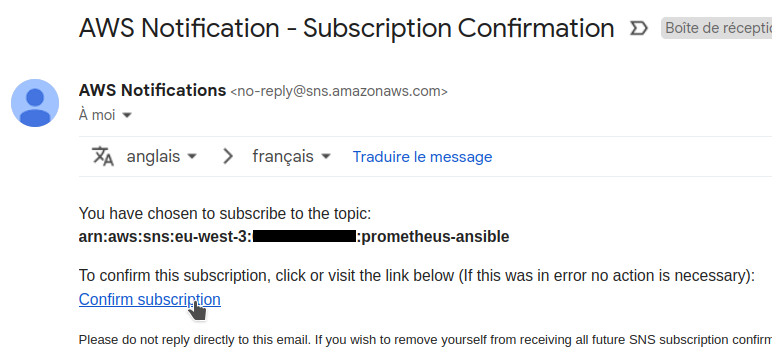 AWS Notification - Subscription Confirmation Boîte de réceptio
AWS Notifications <no-reply@sns.amazonaws.com>
À moi
anglais français Traduire le message
You have chosen to subscribe to the topic:
arn:aws:sns:eu-west-3: :prometheus-ansible
To confirm this subscription, click or visit the link below (If this was in error no action is necessary):
Confirm subscription
Please do not reply directly to this email. If you wish to remove yourself from receiving all future SNS subscription confirm